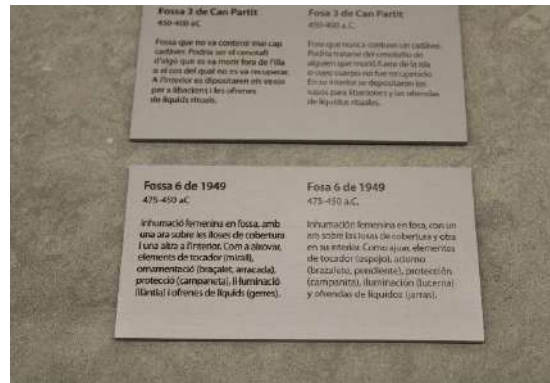 Fossa 3 de Can Partit
450-400 aC
Fossa que no va contenir mai cap
cadàver. Podria ser el cenotafi
d'algú que es va morir fora de l'illa
o el cos del qual no es va recuperar.
A l'interior es dipositaren els vasos
per a libacions i les ofrenes
de líquids rituals.
Fosa 3 de Can Partit
450-400 a.C.
Fosa que nunca contuvo un cadáver.
Podría tratarse del cenotafio de
alguien que murió fuera de la isla
o cuyo cuerpo no fue recuperado.
En su interior se depositaron los
vasos para libaciones y las ofrendas
de líquidos rituales.
Fossa 6 de 1949
475-450 aC
Inhumació femenina en fossa, amb
una ara sobre les lloses de cobertura
i una altra a l'interior. Com a aixovar,
elements de tocador (mirall),
ornamentació (braçalet, arracada),
protecció (campaneta), il·luminació
(llàntia) i ofrenes de líquids (gerres).
Fosa 6 de 1949
475-450 a.C.
Inhumación femenina en fosa, con un
ara sobre las losas de cobertura y otra
en su interior. Como ajuar, elementos
de tocador (espejo), adorno
(brazalete, pendiente), protección
(campanita), iluminación (lucerna)
y ofrendas de líquidos (jarras).